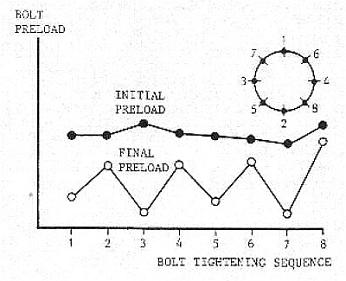 BOLT
PRELOAD
1
7
6
INITIAL
PRELOAD
3
4
5
8
2
FINAL
PRELOAD
1 2 3 4 5 6 7 8
BOLT TIGHTENING SEQUENCE